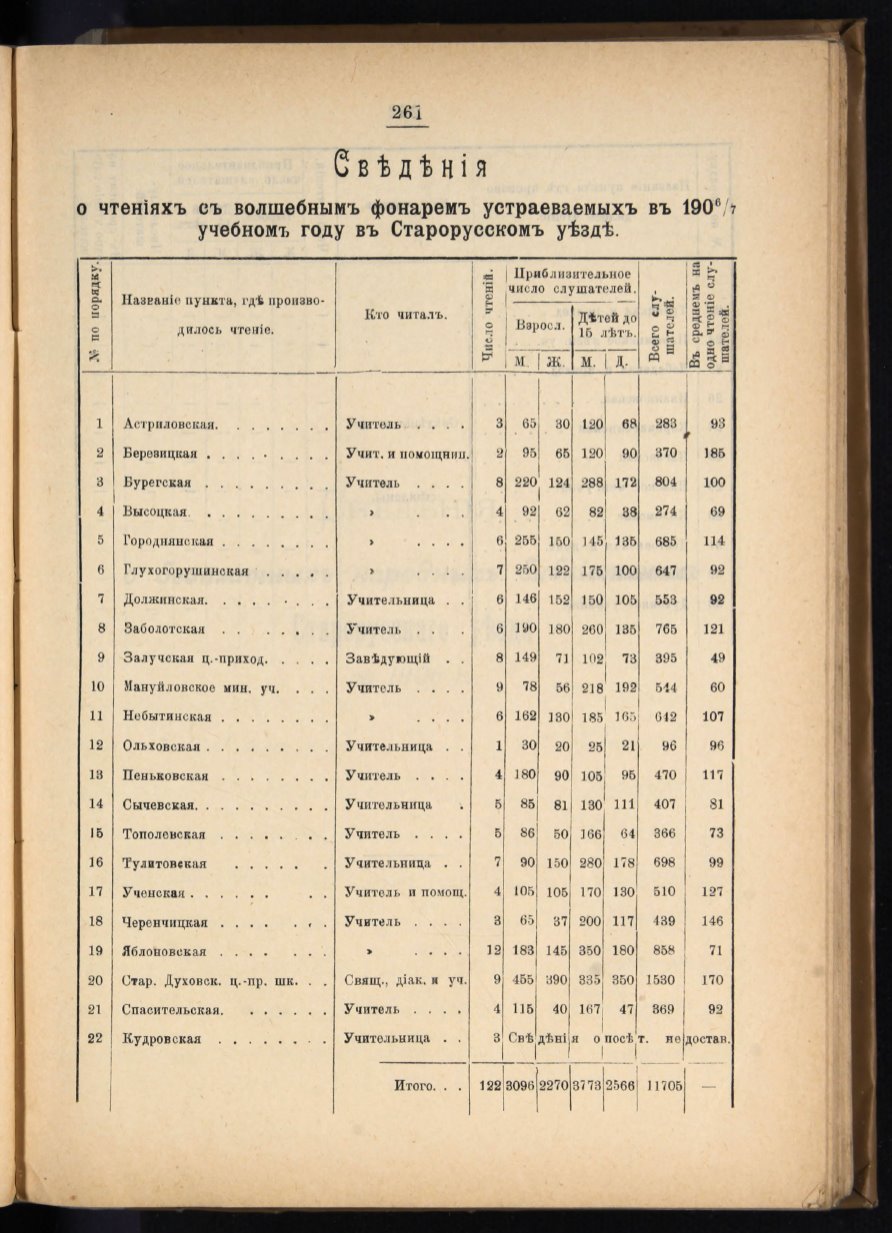 261
Свѣдѣнія
о чтеніяхъ съ волшебнымъ фонаремъ устраеваемыхъ въ 190⁶/₇
учебномъ году въ Старорусскомъ уѣздѣ.
№ по порядку.
Названіе пункта, гдѣ произво-
дилось чтеніе.
Кто читалъ.
Число чтеній.
Приблизительное
число слушателей.
Взросл.
Дѣтей до
15 лѣтъ.
М. Ж. М. Д.
Всего слу-
шателей.
Въ среднемъ на
одно чтеніе слу-
шателей.
1 Астриловская. . . . . . . . Учитель . . . . 3 65 30 120 68 283 93
2 Березицкая . . . . . . . . . Учит. и помощниц. 2 95 65 120 90 370 185
3 Бурегская . . . . . . . . . Учитель . . . . 8 220 124 288 172 804 100
4 Высоцкая. . . . . . . . . . » . . . 4 92 62 82 38 274 69
5 Городнянская . . . . . . . . » . . . . 6 255 150 145 135 685 114
6 Глухогорушинская . . . . . » . . . . 7 250 122 175 100 647 92
7 Должинская. . . . . . . . . Учительница . . 6 146 152 150 105 553 92
8 Заболотская . . . . . . . Учитель . . . 6 190 180 260 135 765 121
9 Залучская ц.-приход. . . . . Завѣдующій . . 8 149 71 102 73 395 49
10 Мануйловское мин. уч. . . . Учитель . . . . 9 78 56 218 192 544 60
11 Небытинская . . . . . . . . » . . . . 6 162 130 185 165 642 107
12 Ольховская . . . . . . . . . Учительница . . 1 30 20 25 21 96 96
13 Пеньковская . . . . . . . . Учитель . . . . 4 180 90 105 95 470 117
14 Сычевская. . . . . . . . . . Учительница . 5 85 81 130 111 407 81
15 Тополевская . . . . . . . . Учитель . . . . 5 86 50 166 64 366 73
16 Тулитовская . . . . . . Учительница . . 7 90 150 280 178 698 99
17 Ученская . . . . . . . . Учитель и помощ. 4 105 105 170 130 510 127
18 Черенчицкая . . . . . . . Учитель . . . . 3 65 37 200 117 439 146
19 Яблоновская . . . . . . . » . . . . 12 183 145 350 180 858 71
20 Стар. Духовск. ц.-пр. шк. . . Свящ., діак. и уч. 9 455 390 335 350 1530 170
21 Спасительская. . . . . . . Учитель . . . . 4 115 40 167 47 369 92
22 Кудровская . . . . . . . . Учительница . . 3 Свѣдѣнія о посѣт. не достав.
Итого. . . 122 3096 2270 3773 2566 11705 —